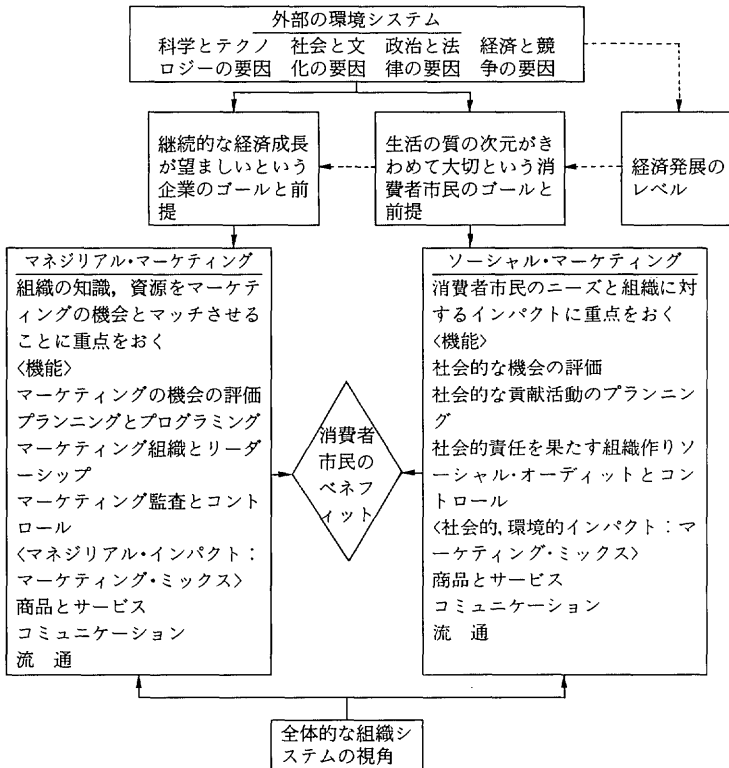 外部の環境システム
科学とテクノ 社会と文 政治と法 経済と競
ロジーの要因 化の要因 律の要因 争の要因
継続的な経済成長
が望ましいという
企業のゴールと前
提
生活の質の次元がき
わめて大切という消
費者市民のゴールと
前提
経済発展の
レベル
マネジリアル・マーケティング
組織の知識,資源をマーケテ
ィングの機会とマッチさせる
ことに重点をおく
〈機能〉
マーケティングの機会の評価
プランニングとプログラミング
マーケティング組織とリーダ
ーシップ
マーケティング監査とコント
ロール
〈マネジリアル・インパクト:
マーケティング・ミックス〉
商品とサービス
コミュニケーション
流 通
消費者
市民の
ベネフ
ィット
ソーシャル・マーケティング
消費者市民のニーズと組織に対
するインパクトに重点をおく
〈機能〉
社会的な機会の評価
社会的な貢献活動のプランニン
グ
社会的責任を果たす組織作りソ
ーシャル・オーディットとコン
トロール
〈社会的,環境的インパクト:マ
ーケティング・ミックス〉
商品とサービス
コミュニケーション
流 通
全体的な組織シ
ステムの視角